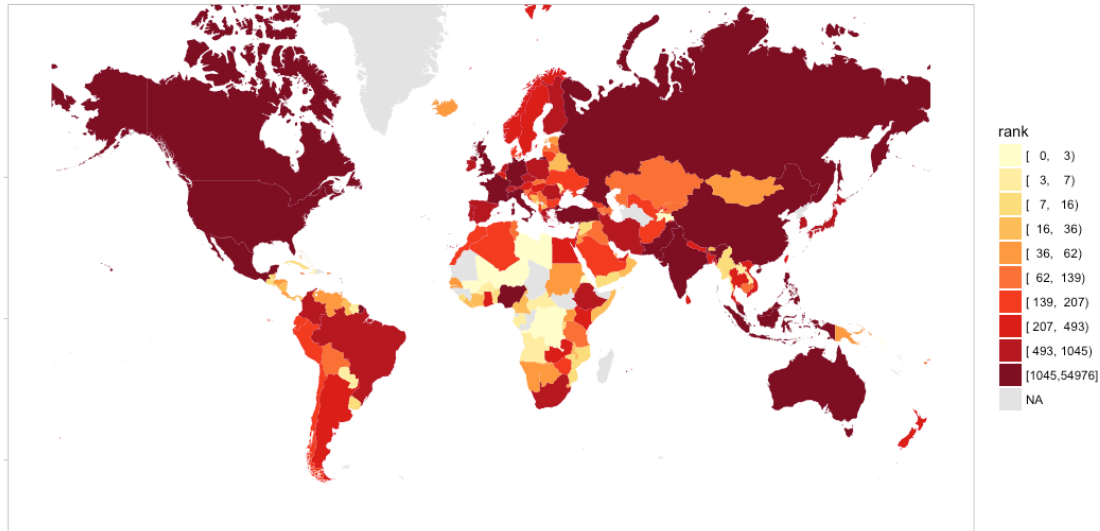 rank
[ 0, 3)
[ 3, 7)
[ 7, 16)
[ 16, 36)
[ 36, 62)
[ 62, 139)
[ 139, 207)
[ 207, 493)
[ 493, 1045)
[1045,54976]
NA